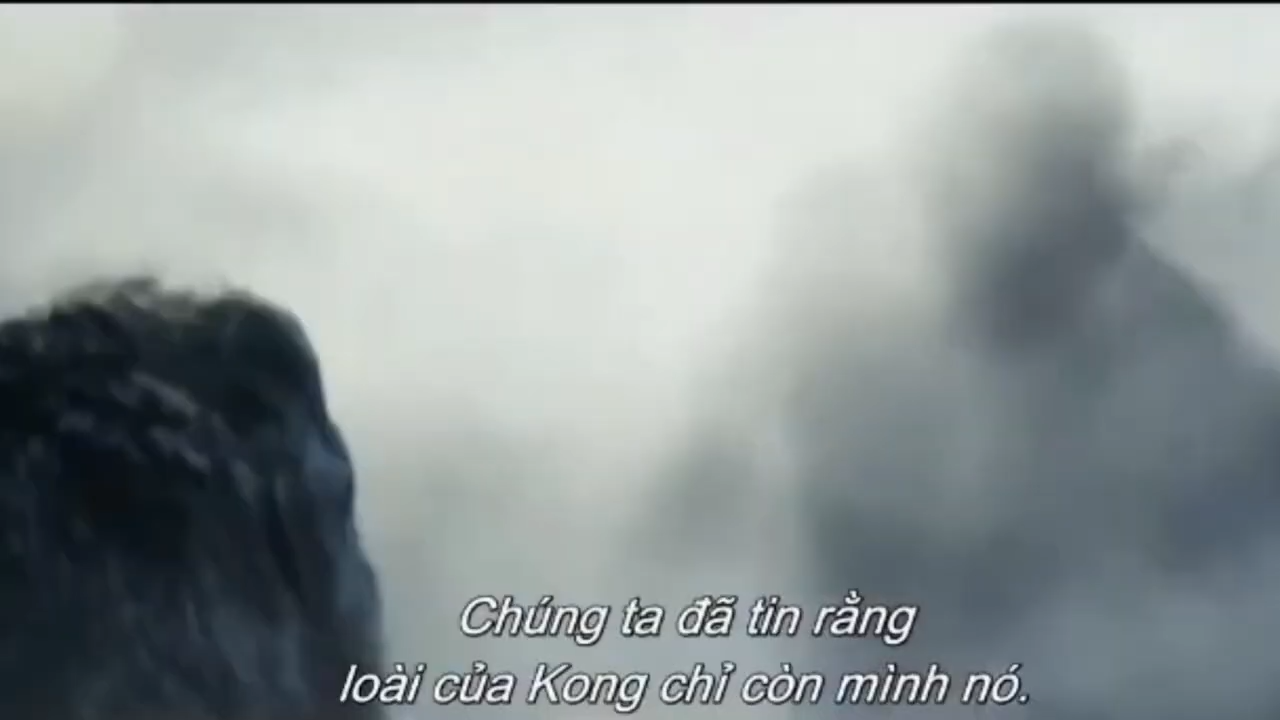 Chúng ta đã tin rằng
loài của Kong chỉ còn mình nó.